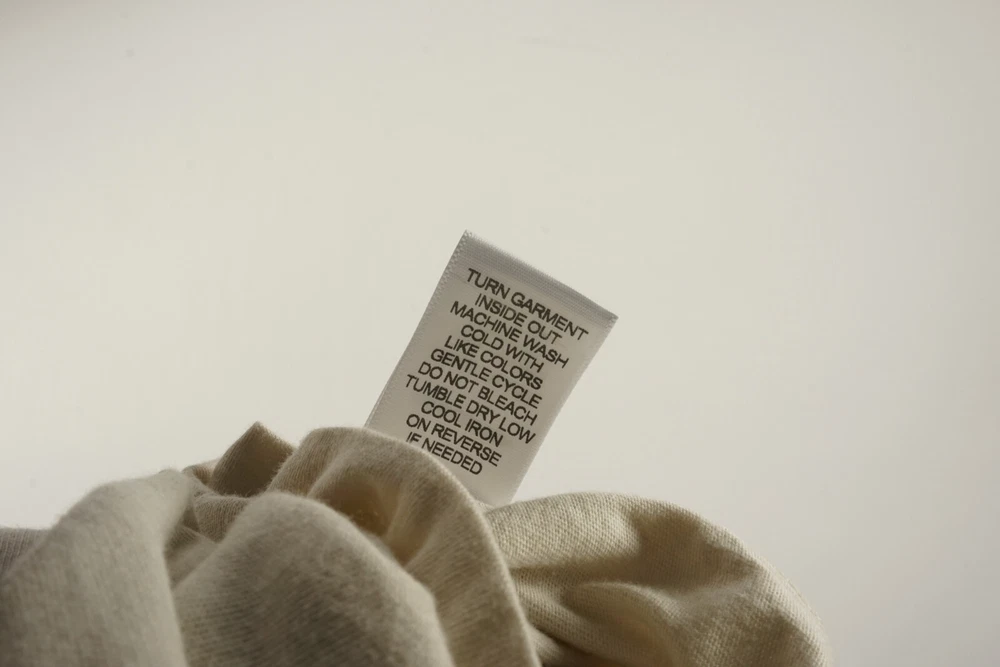 TURN GARMENT
INSIDE OUT
MACHINE WASH
COLD WITH
LIKE COLORS
GENTLE CYCLE
DO NOT BLEACH
TUMBLE DRY LOW
COOL IRON
ON REVERSE
IF NEEDED